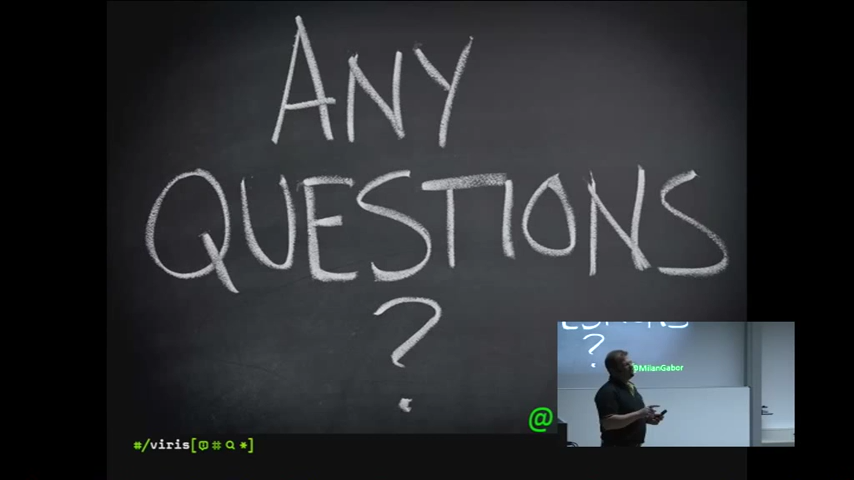 ANY
QUESTIONS
?
@
?
@MilanGabor
#/viris[ # *]